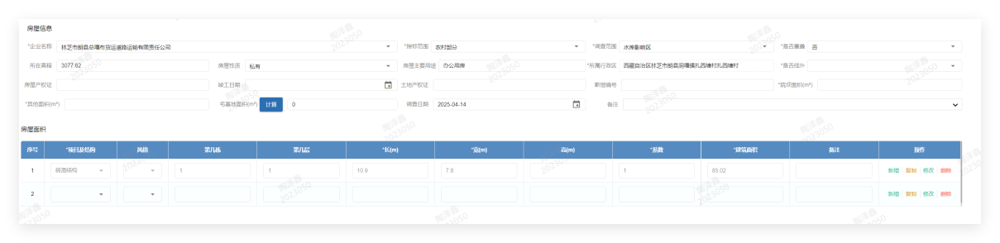 房屋信息
*企业名称 林芝市朗县总嘎布货运道路运输有限责任公司 *指标范围 农村部分 *调查范围 水库影响区 *是否重叠 否
所在高程 3077.62 房屋性质 私有 房屋主要用途 办公用房 *所属行政区 西藏自治区林芝市朗县洞嘎镇扎西塘村扎西塘村 *是否线外
房屋产权证 竣工日期 土地产权证 断层编号 *院坝面积(m²)
*其他面积(m²) 宅基地面积(m²) 计算 0 调查日期 2025-04-14 备注
房屋面积
序号 *项目及结构 风格 第几栋 第几层 *长(m) *宽(m) 高(m) *系数 *建筑面积 备注 操作
1 砖混结构 1 1 10.9 7.8 1 85.02 新增 复制 修改 删除
2 新增 复制 修改 删除
陶泽鑫
2023050